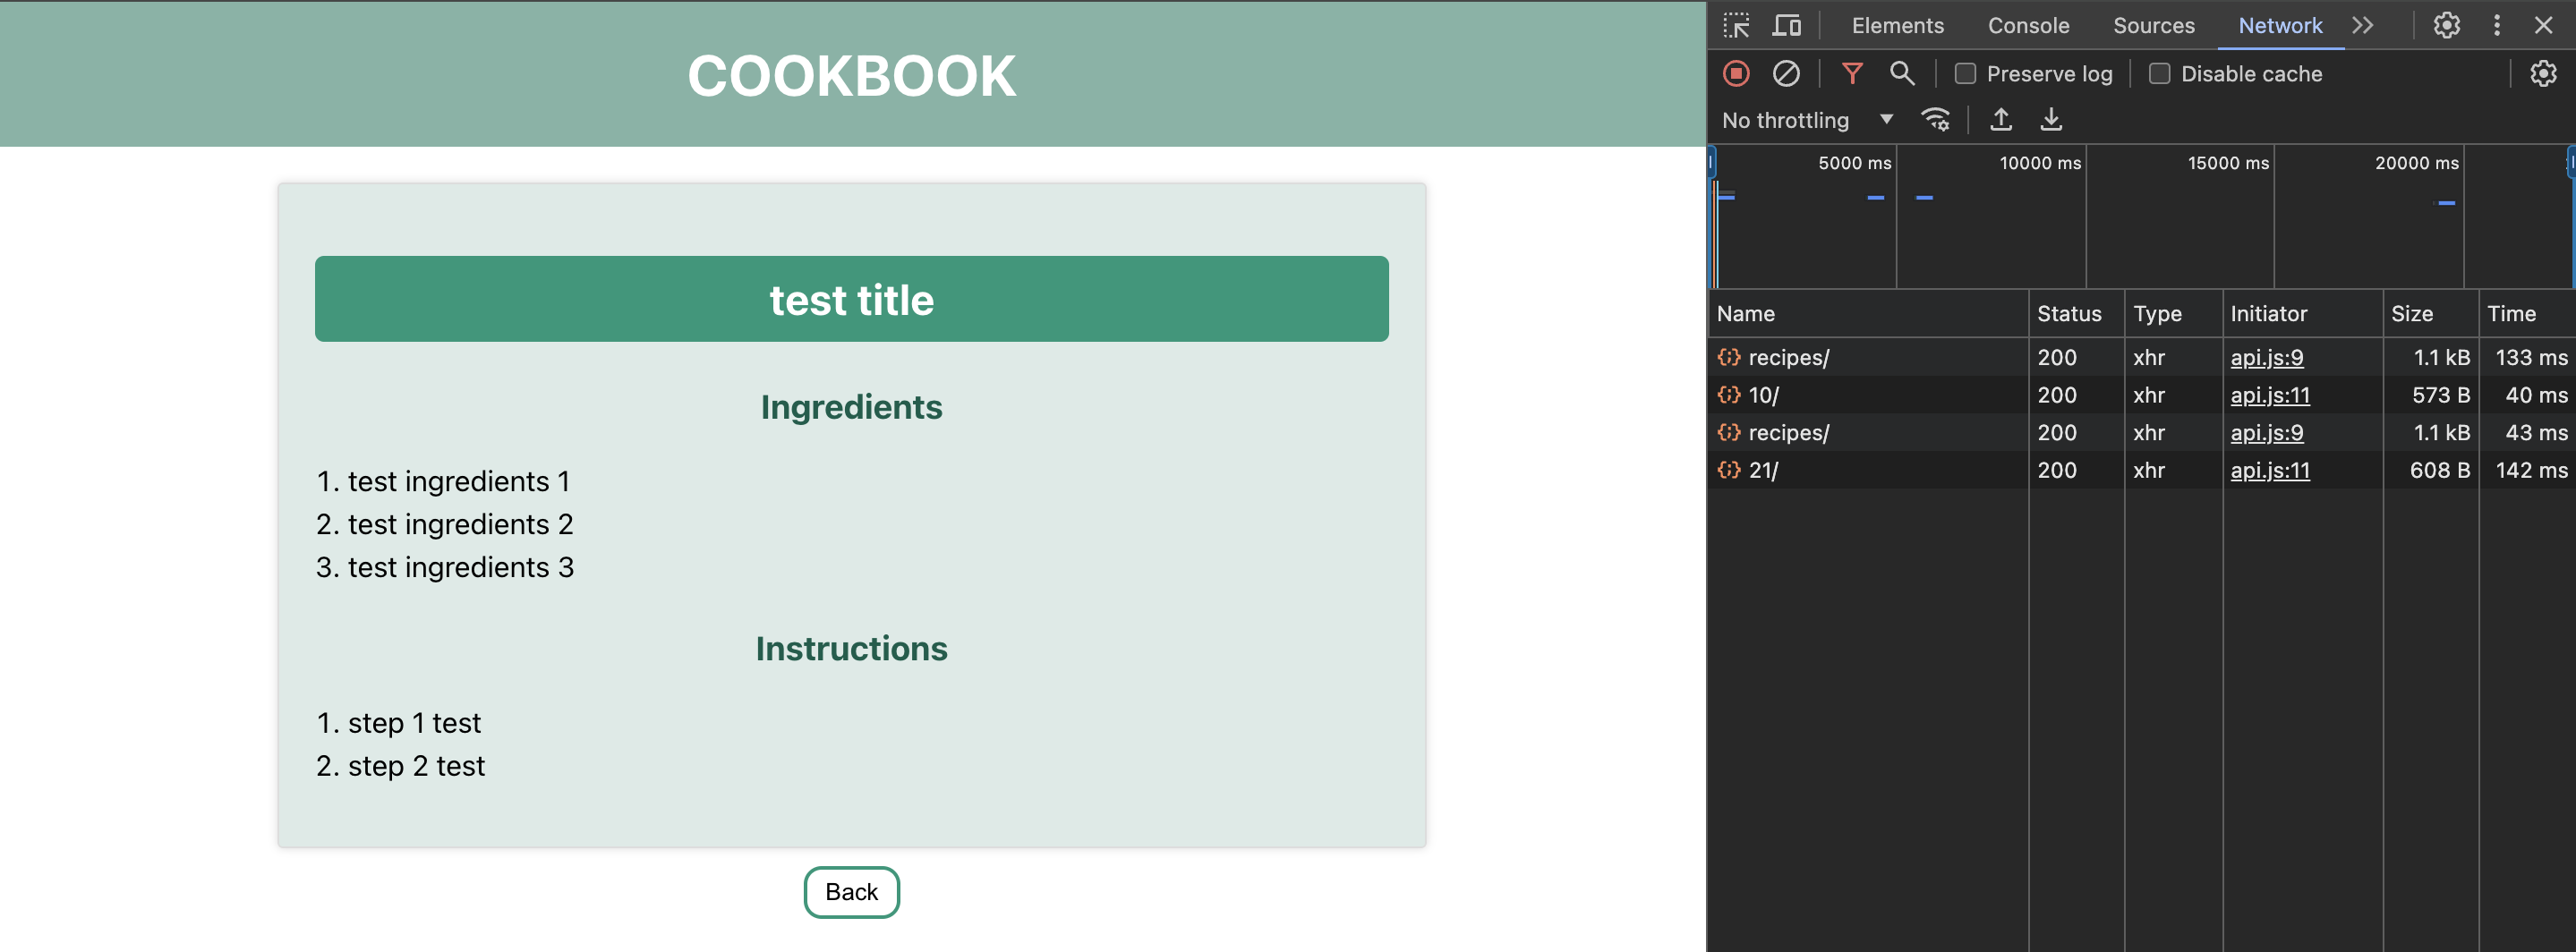 COOKBOOK
test title
Ingredients
1. test ingredients 1
2. test ingredients 2
3. test ingredients 3
Instructions
1. step 1 test
2. step 2 test
Back
Elements Console Sources Network
Preserve log Disable cache
No throttling
5000 ms 10000 ms 15000 ms 20000 ms
Name Status Type Initiator Size Time
recipes/ 200 xhr api.js:9 1.1 kB 133 ms
10/ 200 xhr api.js:11 573 B 40 ms
recipes/ 200 xhr api.js:9 1.1 kB 43 ms
21/ 200 xhr api.js:11 608 B 142 ms